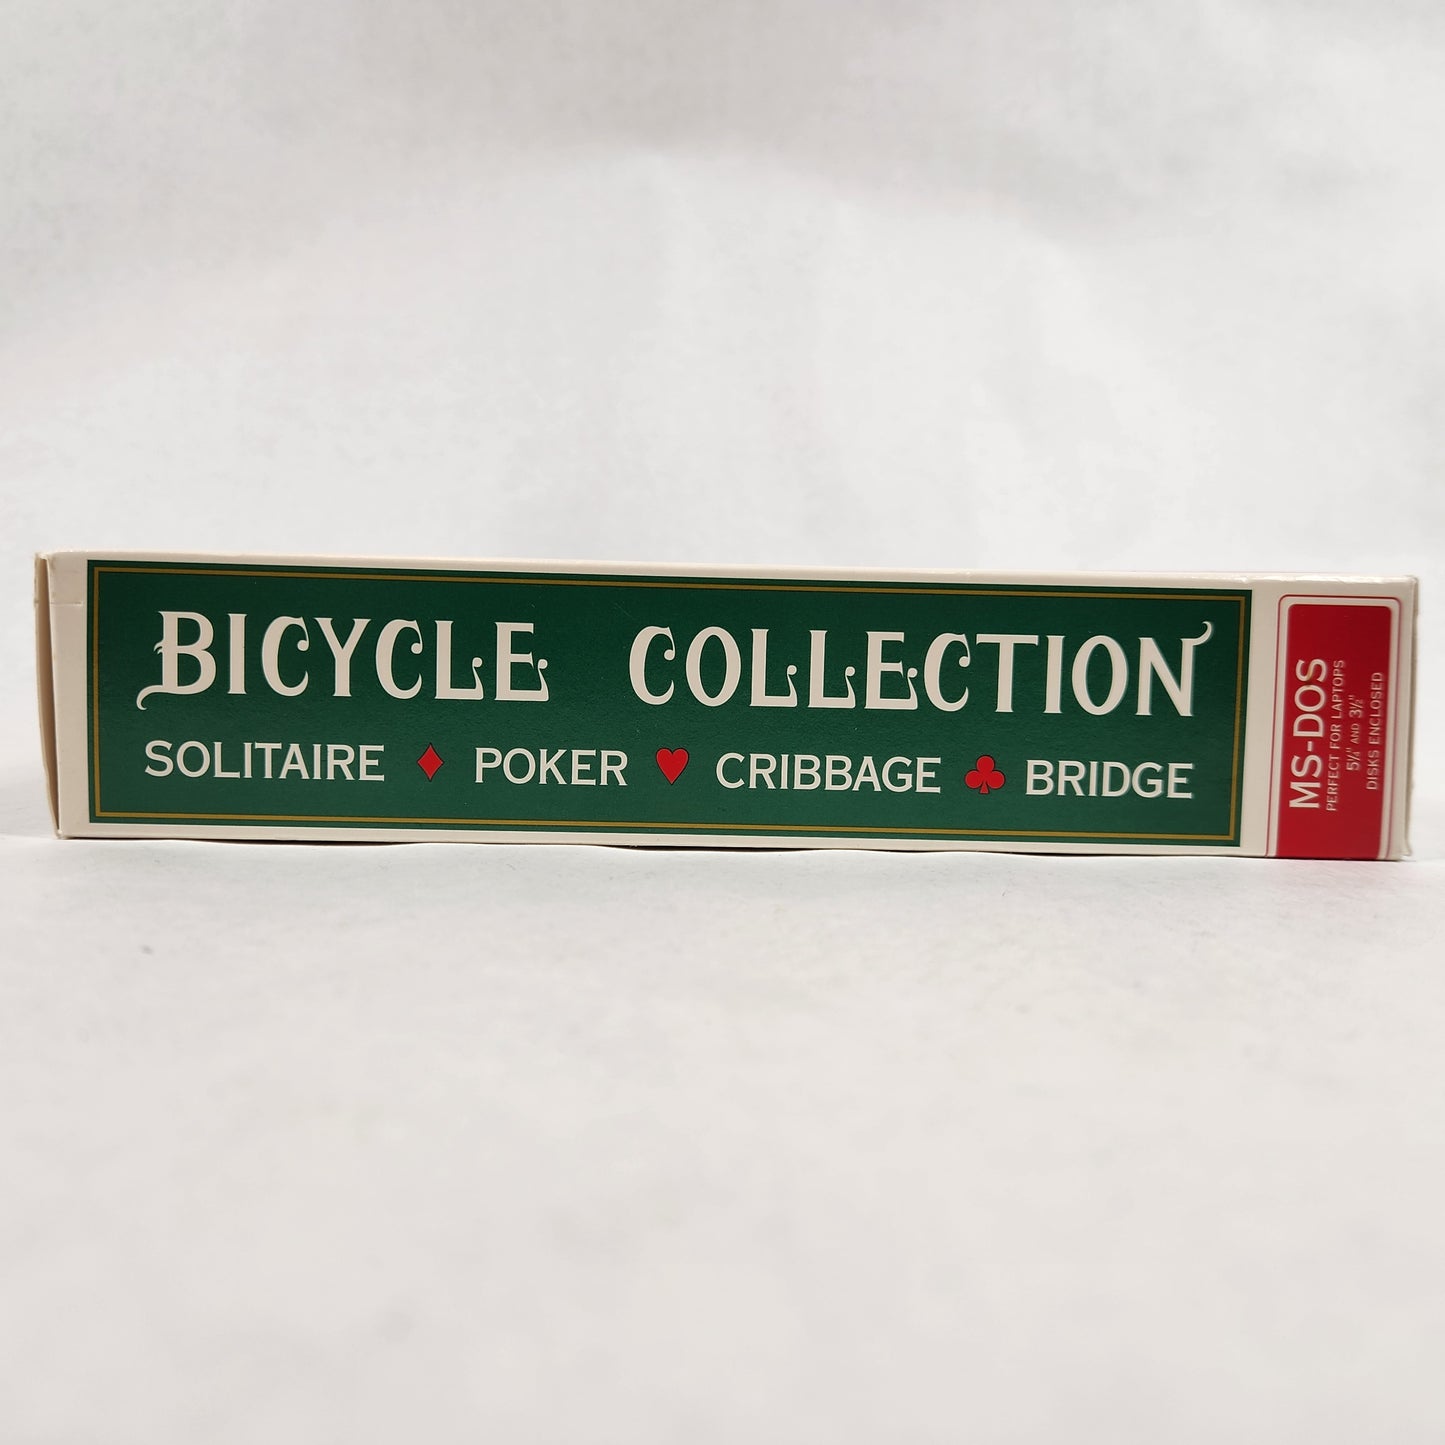 BICYCLE COLLECTION
SOLITAIRE ♦ POKER ♥ CRIBBAGE ♣ BRIDGE
MS-DOS
PERFECT FOR LAPTOPS
5¼" AND 3½"
DISKS ENCLOSED